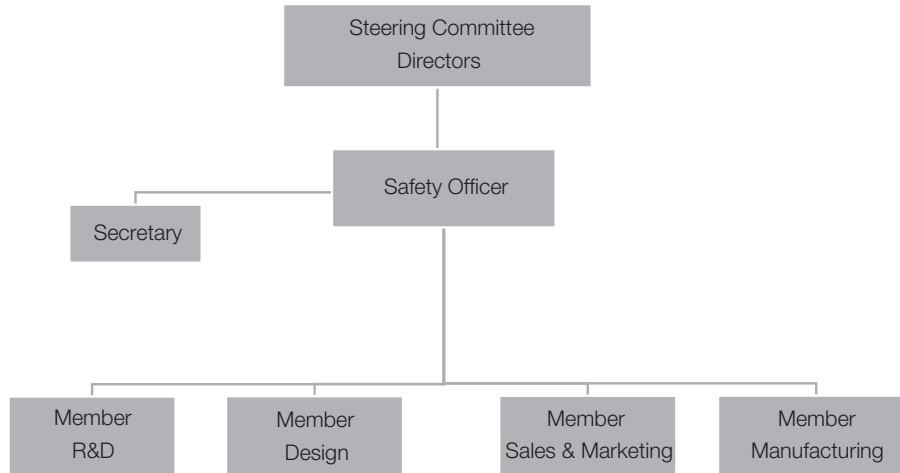 Steering Committee
Directors
Safety Officer
Secretary
Member
R&D
Member
Design
Member
Sales & Marketing
Member
Manufacturing